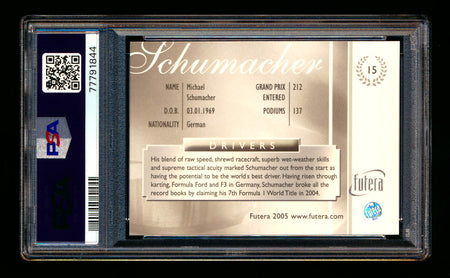 77791844
PSA
Schumacher
15
NAME Michael Schumacher
GRAND PRIX ENTERED 212
D.O.B. 03.01.1969
PODIUMS 137
NATIONALITY German
DRIVERS
His blend of raw speed, shrewd racecraft, superb wet-weather skills
and supreme tactical acuity marked Schumacher out from the start as
having the potential to be the world s best driver. Having risen through
karting, Formula Ford and F3 in Germany, Schumacher broke all the
record books by claiming his 7th Formula 1 World Title in 2004.
futera
Futera 2005 www.futera.com